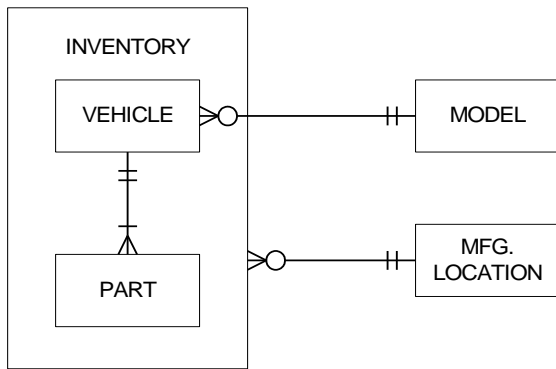 INVENTORY
VEHICLE
MODEL
MFG.
LOCATION
PART